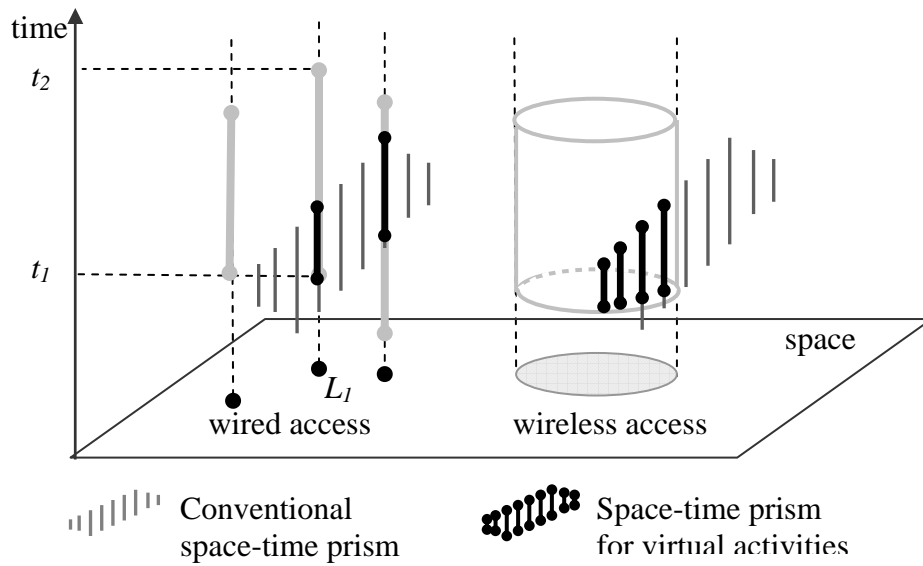 time
t2
t1
space
L1
wired access
wireless access
Conventional
space-time prism
Space-time prism
for virtual activities